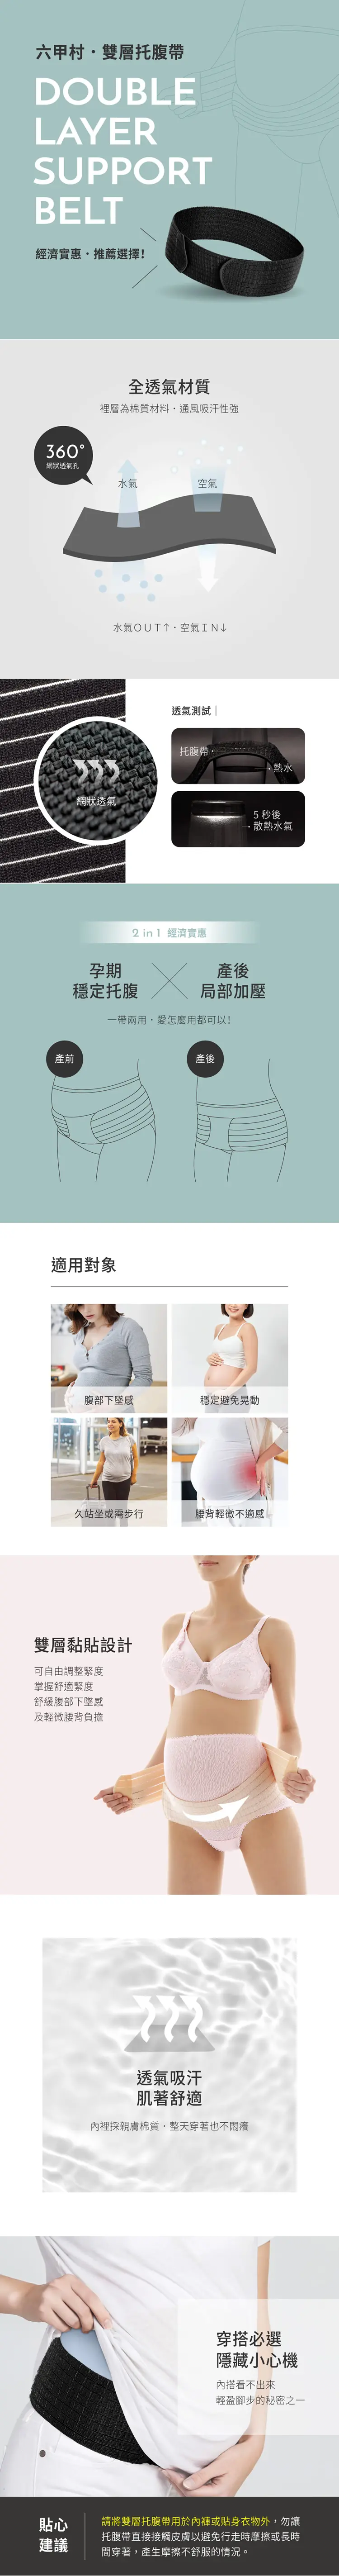 六甲村・雙層托腹帶
DOUBLE
LAYER
SUPPORT
BELT
經濟實惠・推薦選擇!
全透氣材質
裡層為棉質材料・通風吸汗性強
360°
網狀透氣孔
水氣
空氣
水氣OUT↑・空氣IN↓
透氣測試|
托腹帶
熱水
網狀透氣
5 秒後
散熱水氣
2 in 1 經濟實惠
孕期
穩定托腹
產後
局部加壓
一帶兩用・愛怎麼用都可以!
產前
產後
適用對象
腹部下墜感
穩定避免晃動
久站坐或需步行
腰背輕微不適感
雙層黏貼設計
可自由調整緊度
掌握舒適緊度
舒緩腹部下墜感
及輕微腰背負擔
透氣吸汗
肌著舒適
內裡採親膚棉質・整天穿著也不悶癢
穿搭必選
隱藏小心機
內搭看不出來
輕盈腳步的秘密之一
貼心
建議
請將雙層托腹帶用於內褲或貼身衣物外,勿讓
托腹帶直接接觸皮膚以避免行走時摩擦或長時
間穿著,產生摩擦不舒服的情況。